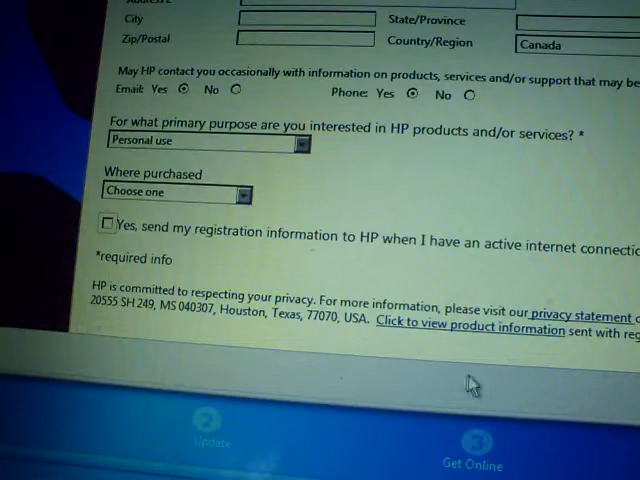 City State/Province
Zip/Postal Country/Region Canada
May HP contact you occasionally with information on products, services and/or support that may be
Email: Yes No Phone: Yes No
For what primary purpose are you interested in HP products and/or services? *
Personal use
Where purchased
Choose one
Yes, send my registration information to HP when I have an active internet
*required info
HP is committed to respecting your privacy. For more information, please visit our privacy statement
20555 SH 249, MS 040307, Houston, Texas, 77070, USA. Click to view product information sent with
2 3
Update Get Online